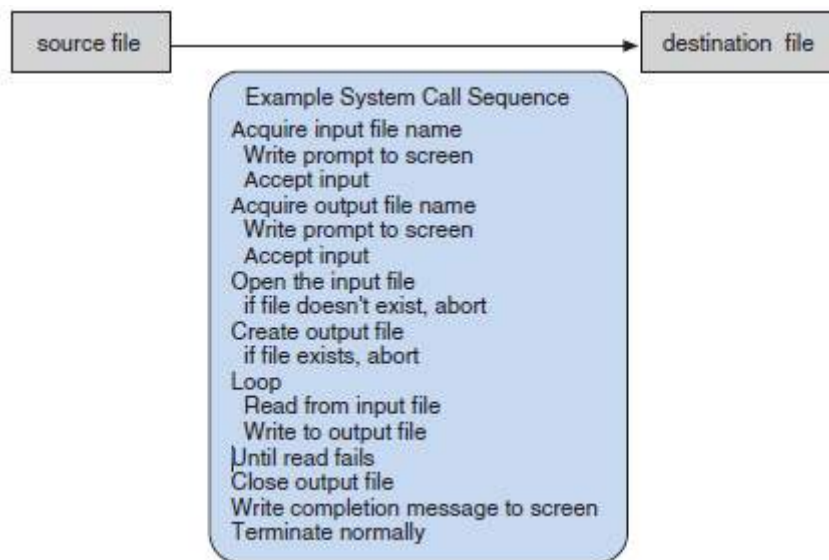 source file
destination file
Example System Call Sequence
Acquire input file name
Write prompt to screen
Accept input
Acquire output file name
Write prompt to screen
Accept input
Open the input file
if file doesn't exist, abort
Create output file
if file exists, abort
Loop
Read from input file
Write to output file
Until read fails
Close output file
Write completion message to screen
Terminate normally